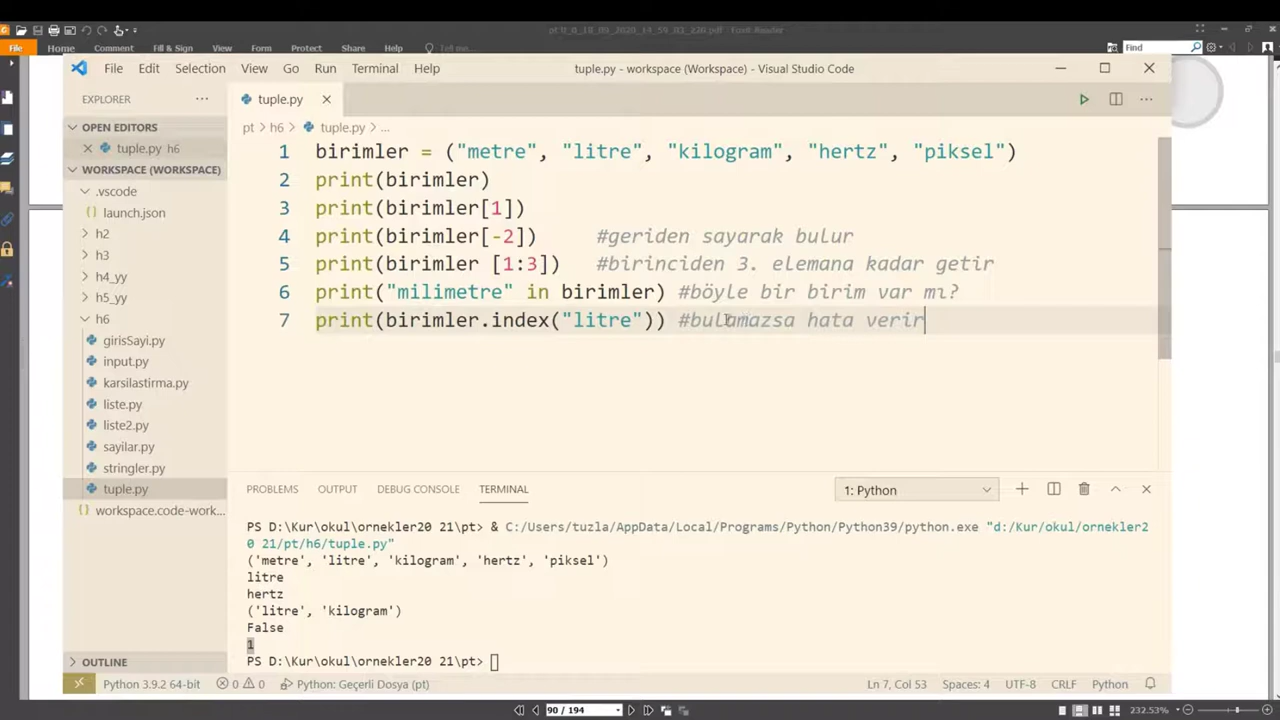 File Home Comment Fill & Sign View Form Protect Share Help Tell me... Find
File Edit Selection View Go Run Terminal Help tuple.py - workspace (Workspace) - Visual Studio Code
EXPLORER
tuple.py
OPEN EDITORS
tuple.py h6
WORKSPACE (WORKSPACE)
.vscode
launch.json
h2
h3
h4_yy
h5_yy
h6
girisSayi.py
input.py
karsilastirma.py
liste.py
liste2.py
sayilar.py
stringler.py
tuple.py
workspace.code-work...
OUTLINE
pt > h6 > tuple.py > ...
1 birimler = ("metre", "litre", "kilogram", "hertz", "piksel")
2 print(birimler)
3 print(birimler[1])
4 print(birimler[-2]) #geriden sayarak bulur
5 print(birimler [1:3]) #birinciden 3. elemana kadar getir
6 print("milimetre" in birimler) #böyle bir birim var mı?
7 print(birimler.index("litre")) #bulamazsa hata verir
PROBLEMS OUTPUT DEBUG CONSOLE TERMINAL 1: Python
PS D:\Kur\okul\ornekler20 21\pt> & C:/Users/tuzla/AppData/Local/Programs/Python/Python39/python.exe "d:/Kur/okul/ornekler2
0 21/pt/h6/tuple.py"
('metre', 'litre', 'kilogram', 'hertz', 'piksel')
litre
hertz
('litre', 'kilogram')
False
1
PS D:\Kur\okul\ornekler20 21\pt>
Python 3.9.2 64-bit 0 0 Python: Geçerli Dosya (pt) Ln 7, Col 53 Spaces: 4 UTF-8 CRLF Python
90 / 194 232.53%